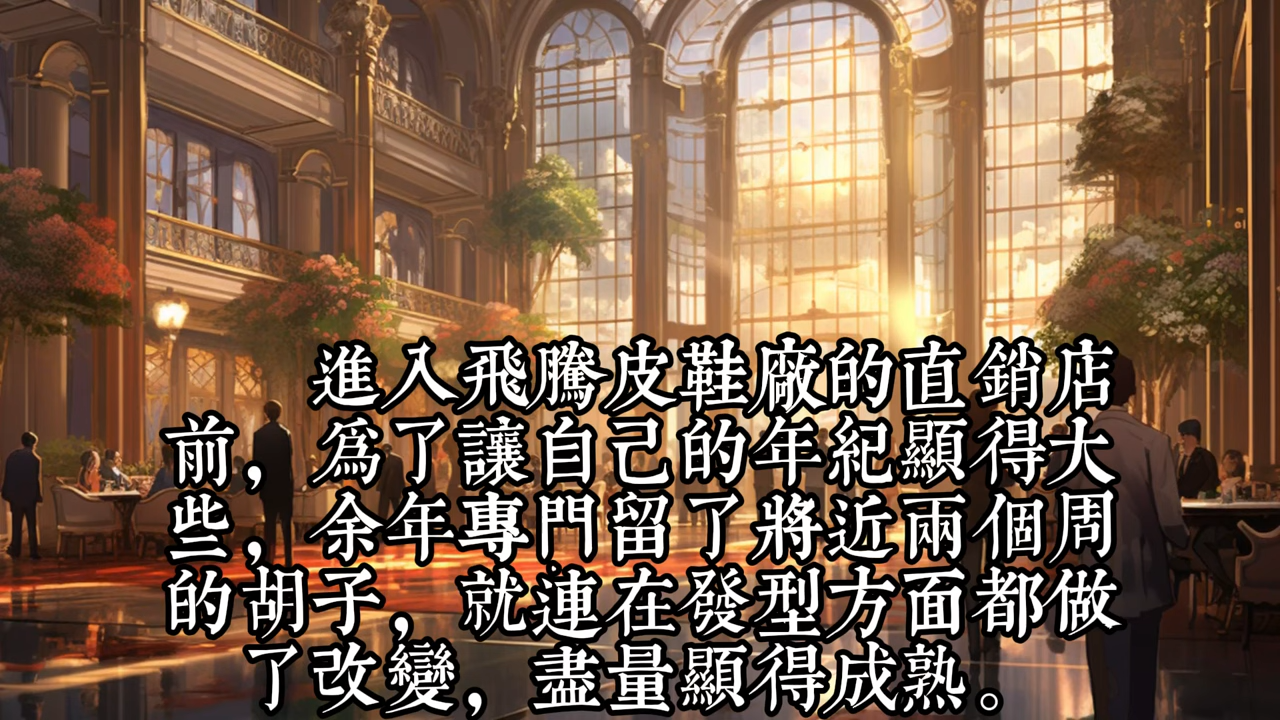 進入飛騰皮鞋廠的直銷店
前，爲了讓自己的年紀顯得大
些，余年專門留了將近兩個周
的胡子，就連在發型方面都做
了改變，盡量顯得成熟。